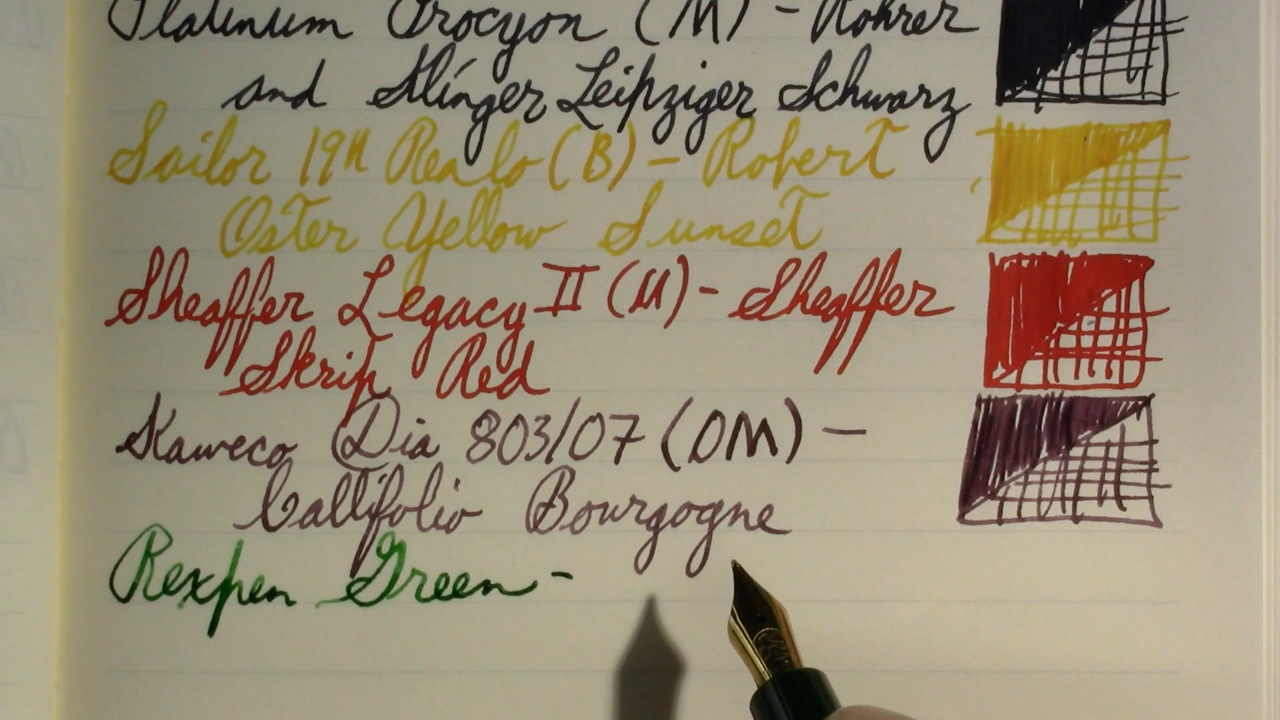 Platinum Procyon (M) - Rohrer
and Klinger Leipziger Schwarz
Sailor 1911 Realo (B) - Robert
Oster Yellow Sunset
Sheaffer Legacy II (M) - Sheaffer
Skrip Red
Kaweco Dia 803/07 (OM) -
Callifolio Bourgogne
Rexpen Green -